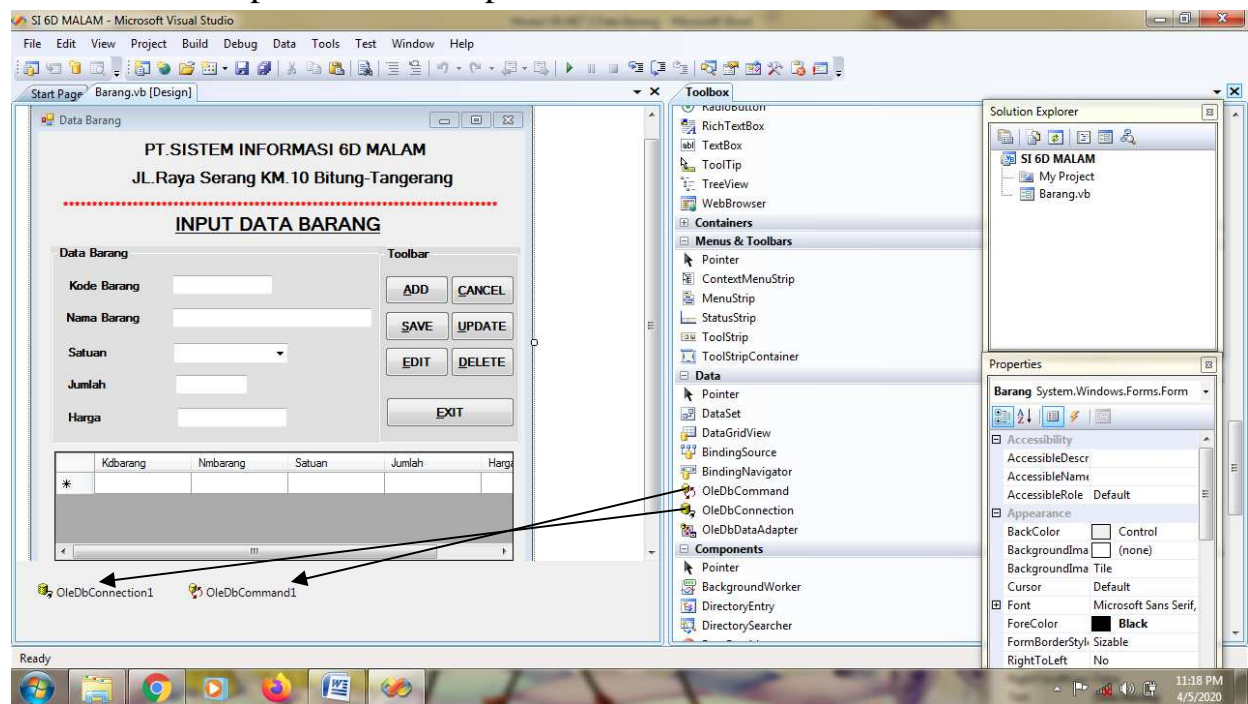 SI 6D MALAM - Microsoft Visual Studio
File Edit View Project Build Debug Data Tools Test Window Help
Start Page Barang.vb [Design]
Data Barang
PT.SISTEM INFORMASI 6D MALAM
JL.Raya Serang KM.10 Bitung-Tangerang
******************************************************************************
INPUT DATA BARANG
Data Barang
Kode Barang
Nama Barang
Satuan
Jumlah
Harga
Toolbar
ADD CANCEL
SAVE UPDATE
EDIT DELETE
EXIT
Kdbarang Nmbarang Satuan Jumlah Harga
OleDbConnection1 OleDbCommand1
Toolbox
RadioButton
RichTextBox
TextBox
ToolTip
TreeView
WebBrowser
Containers
Menus & Toolbars
Pointer
ContextMenuStrip
MenuStrip
StatusStrip
ToolStrip
ToolStripContainer
Data
Pointer
DataSet
DataGridView
BindingSource
BindingNavigator
OleDbCommand
OleDbConnection
OleDbDataAdapter
Components
Pointer
BackgroundWorker
DirectoryEntry
DirectorySearcher
Solution Explorer
SI 6D MALAM
My Project
Barang.vb
Properties
Barang System.Windows.Forms.Form
Accessibility
AccessibleDescr
AccessibleName
AccessibleRole Default
Appearance
BackColor Control
BackgroundIma (none)
BackgroundIma Tile
Cursor Default
Font Microsoft Sans Serif,
ForeColor Black
FormBorderStyle Sizable
RightToLeft No
Ready
11:18 PM
4/5/2020